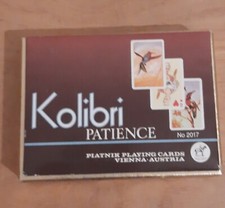 Kolibri
PATIENCE
No 2017
PIATNIK PLAYING CARDS
VIENNA-AUSTRIA